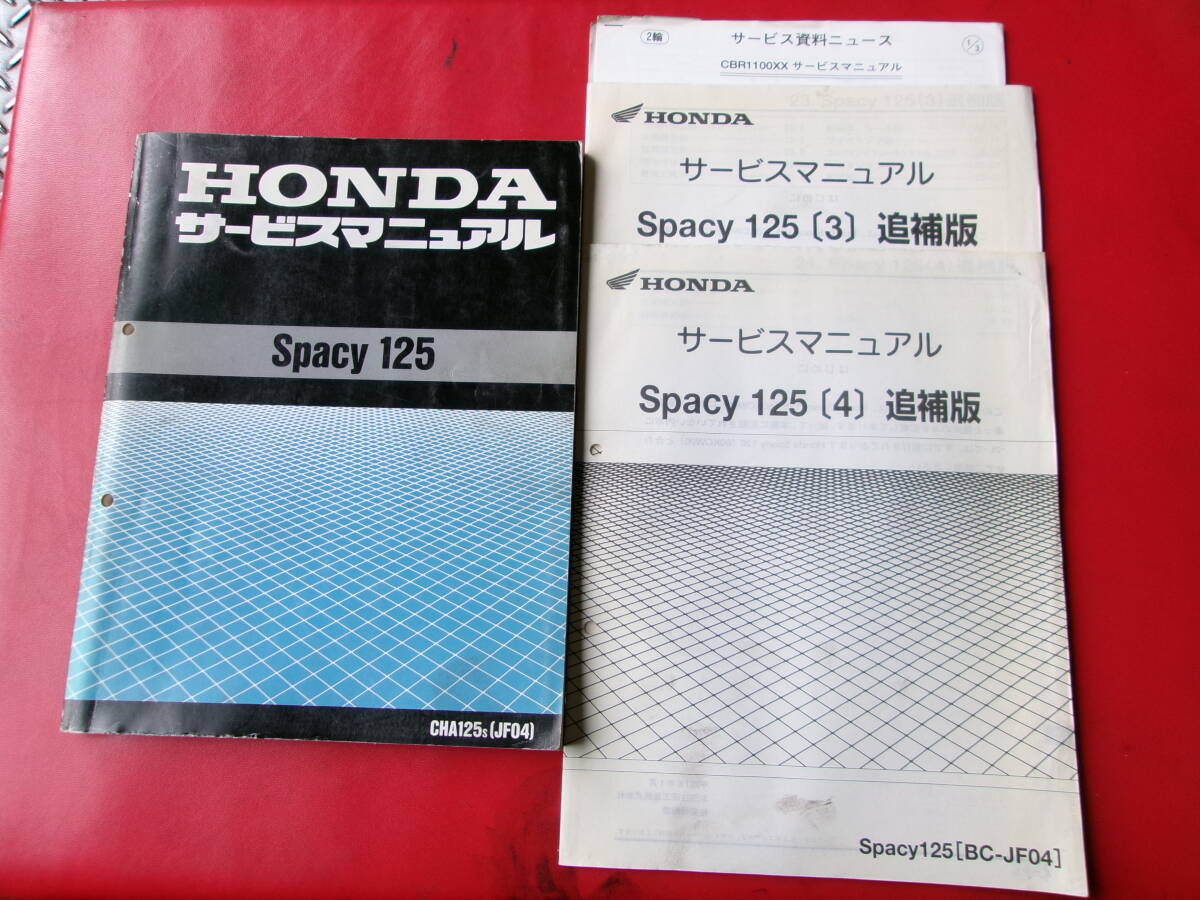 HONDA
サービスマニュアル
Spacy 125
CHA125s (JF04)
2輪
サービス資料ニュース
1/3
CBR1100XX サービスマニュアル
HONDA
サービスマニュアル
Spacy 125〔3〕追補版
HONDA
サービスマニュアル
Spacy 125〔4〕追補版
Spacy125[BC-JF04]